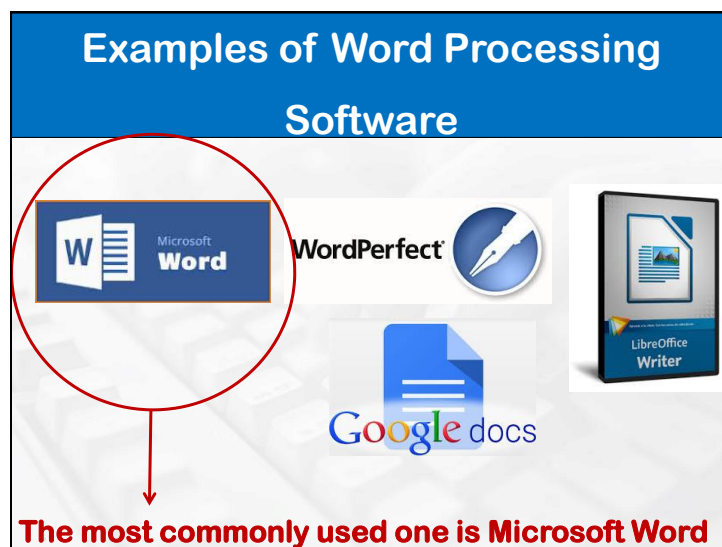 Examples of Word Processing
Software
W
Microsoft
Word
WordPerfect
LibreOffice
Writer
Google docs
The most commonly used one is Microsoft Word